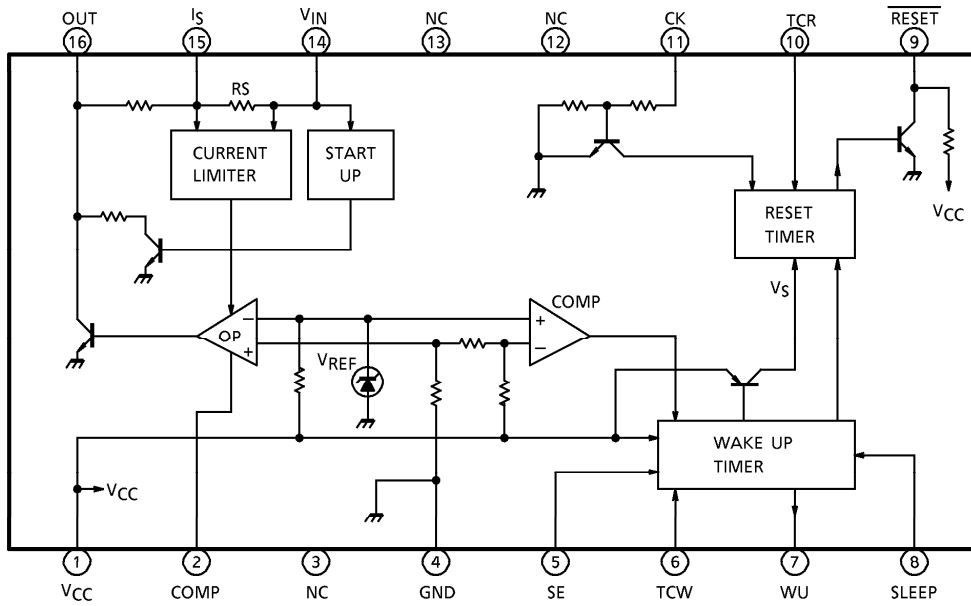 OUT IS VIN NC NC CK TCR RESET
16 15 14 13 12 11 10 9
RS
CURRENT
LIMITER
START
UP
RESET
TIMER
VCC
VS
COMP
OP
− +
+ −
VREF
WAKE UP
TIMER
VCC
1 2 3 4 5 6 7 8
VCC COMP NC GND SE TCW WU SLEEP